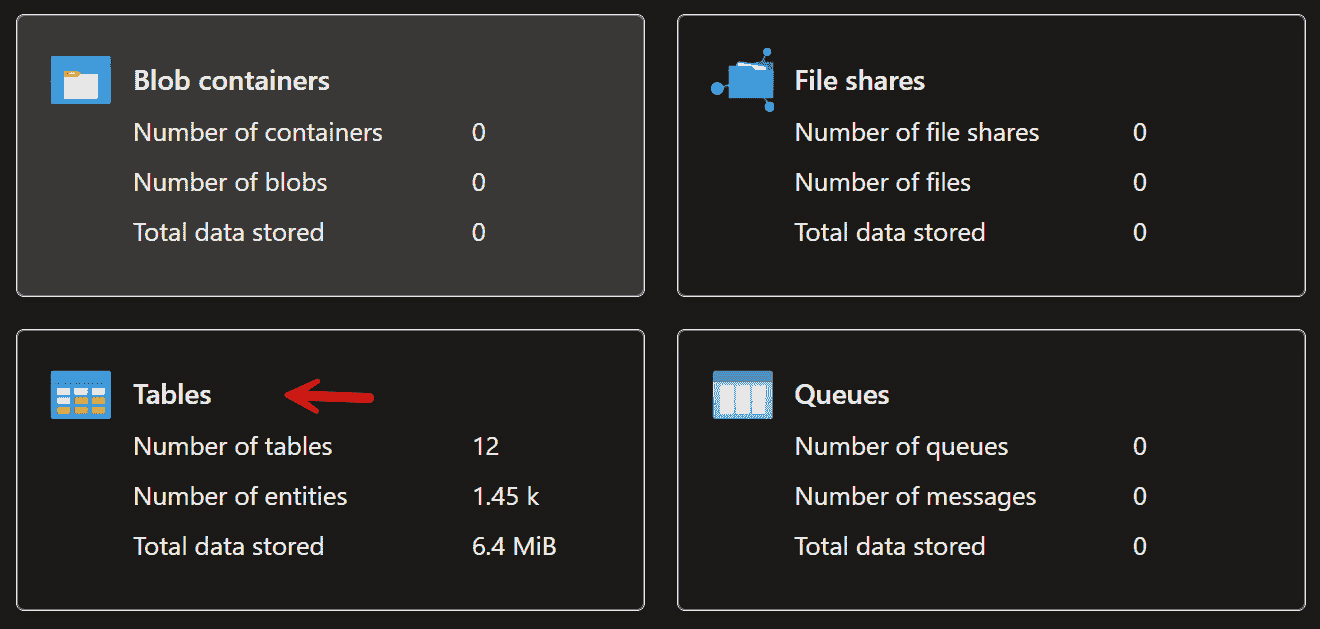 Blob containers
Number of containers 0
Number of blobs 0
Total data stored 0
File shares
Number of file shares 0
Number of files 0
Total data stored 0
Tables
Number of tables 12
Number of entities 1.45 k
Total data stored 6.4 MiB
Queues
Number of queues 0
Number of messages 0
Total data stored 0